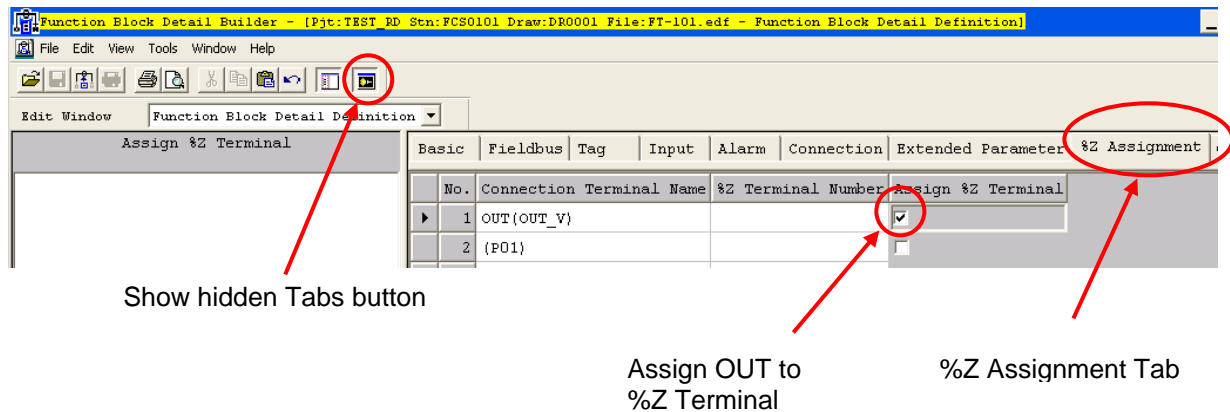 Function Block Detail Builder - [Pjt:TEST_RD Stn:FCS0101 Draw:DR0001 File:FT-101.edf - Function Block Detail Definition]
File Edit View Tools Window Help
Edit Window Function Block Detail Definition
Assign %Z Terminal
Basic Fieldbus Tag Input Alarm Connection Extended Parameter %Z Assignment
No. Connection Terminal Name %Z Terminal Number Assign %Z Terminal
1 OUT(OUT_V)
2 (P01)
Show hidden Tabs button
Assign OUT to
%Z Terminal
%Z Assignment Tab